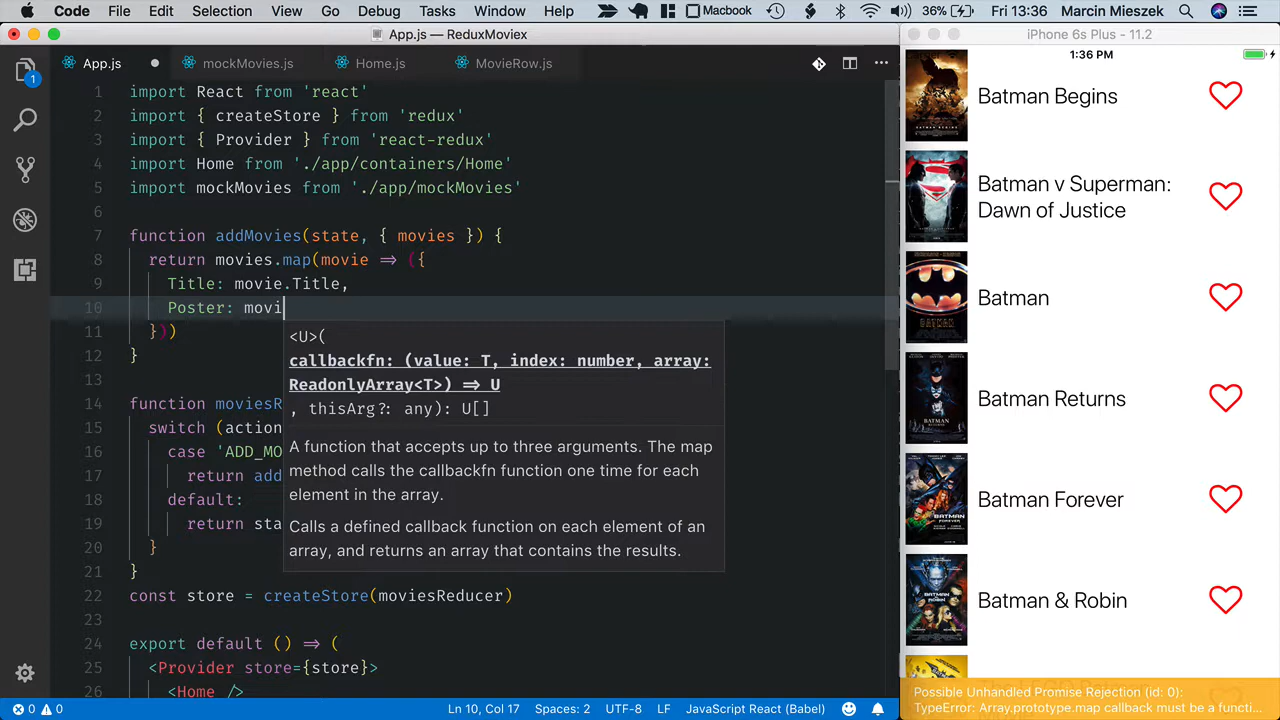 Code File Edit View Go Debug Tasks Window Help Macbook 36% Fri 13:36 Marcin Mieszek
App.js — ReduxMoviex
App.js mockMovies.js Home.js MovieRow.js
1
1 import React from 'react'
2 import { createStore } from 'redux'
3 import { Provider } from 'react-redux'
4 import Home from './app/containers/Home'
5 import mockMovies from './app/mockMovies'
6
7 function addMovies(state, { movies }) {
8 return movies.map(movie => ({
9 Title: movie.Title,
10 Poster: movi
11 }))
12 }
13
14 function moviesR
15 switch (action
16
17 return add
18 default:
19 return sta
20 }
21 }
22 const store = createStore(moviesReducer)
23
24 export default () => (
25 <Provider store={store}>
26 <Home />
<U>(
callbackfn: (value: T, index: number, array:
ReadonlyArray<T>) => U
, thisArg?: any): U[]
A function that accepts up to three arguments. The map
method calls the callbackfn function one time for each
element in the array.
Calls a defined callback function on each element of an
array, and returns an array that contains the results.
0 0 Ln 10, Col 17 Spaces: 2 UTF-8 LF JavaScript React (Babel)
iPhone 6s Plus - 11.2
1:36 PM
Batman Begins
Batman v Superman:
Dawn of Justice
Batman
Batman Returns
Batman Forever
Batman & Robin
Possible Unhandled Promise Rejection (id: 0):
TypeError: Array.prototype.map callback must be a functi...